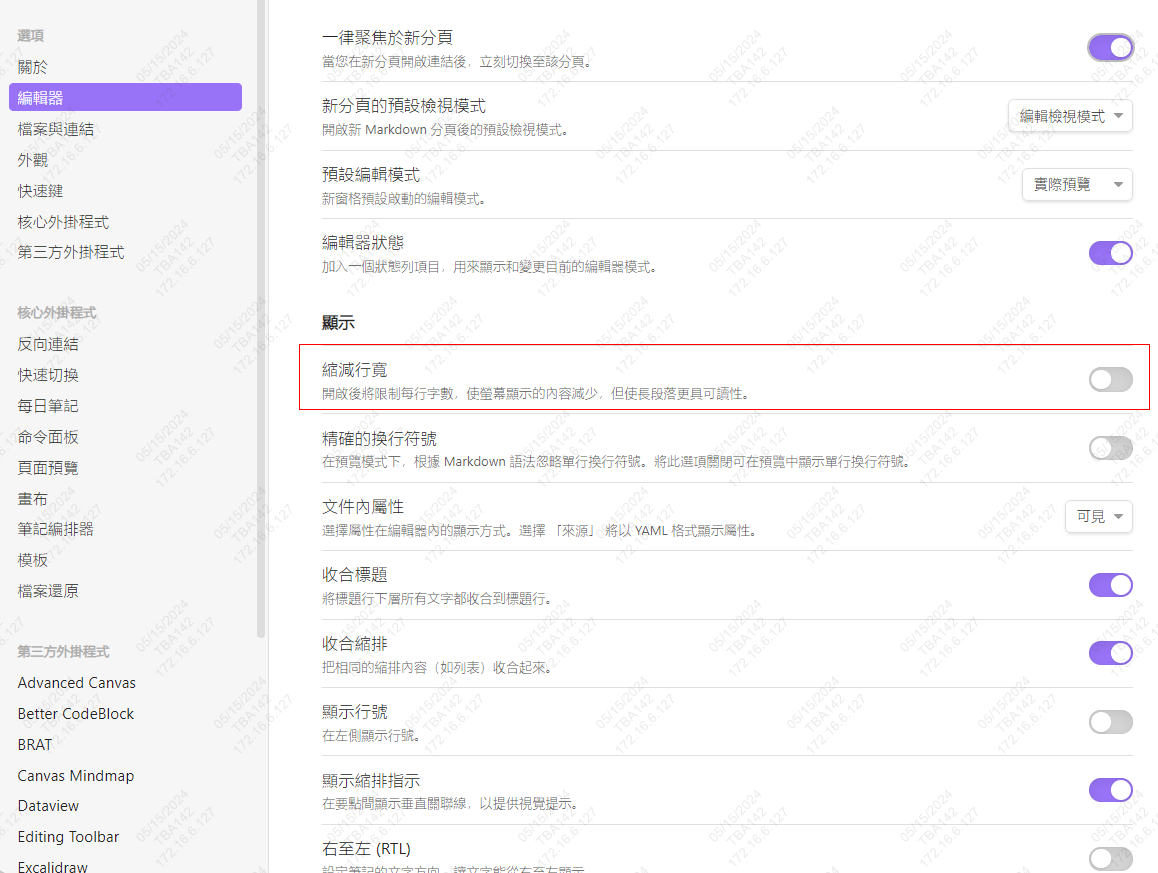 選項
關於
編輯器
檔案與連結
外觀
快速鍵
核心外掛程式
第三方外掛程式
核心外掛程式
反向連結
快速切換
每日筆記
命令面板
頁面預覽
畫布
筆記編排器
模板
檔案還原
第三方外掛程式
Advanced Canvas
Better CodeBlock
BRAT
Canvas Mindmap
Dataview
Editing Toolbar
Excalidraw
一律聚焦於新分頁
當您在新分頁開啟連結後，立刻切換至該分頁。
新分頁的預設檢視模式
開啟新 Markdown 分頁後的預設檢視模式。
編輯檢視模式
預設編輯模式
新窗格預設啟動的編輯模式。
實際預覽
編輯器狀態
加入一個狀態列項目，用來顯示和變更目前的編輯器模式。
顯示
縮減行寬
開啟後將限制每行字數，使螢幕顯示的內容減少，但使長段落更具可讀性。
精確的換行符號
在預覽模式下，根據 Markdown 語法忽略單行換行符號。將此選項關閉可在預覽中顯示單行換行符號。
文件內屬性
選擇屬性在編輯器內的顯示方式。選擇 「來源」 將以 YAML 格式顯示屬性。
可見
收合標題
將標題行下層所有文字都收合到標題行。
收合縮排
把相同的縮排內容（如列表）收合起來。
顯示行號
在左側顯示行號。
顯示縮排指示
在要點間顯示垂直關聯線，以提供視覺提示。
右至左 (RTL)
設定筆記的文字方向，讓文字能從右至左顯示
05/15/2024
TBA142
172.16.6.127